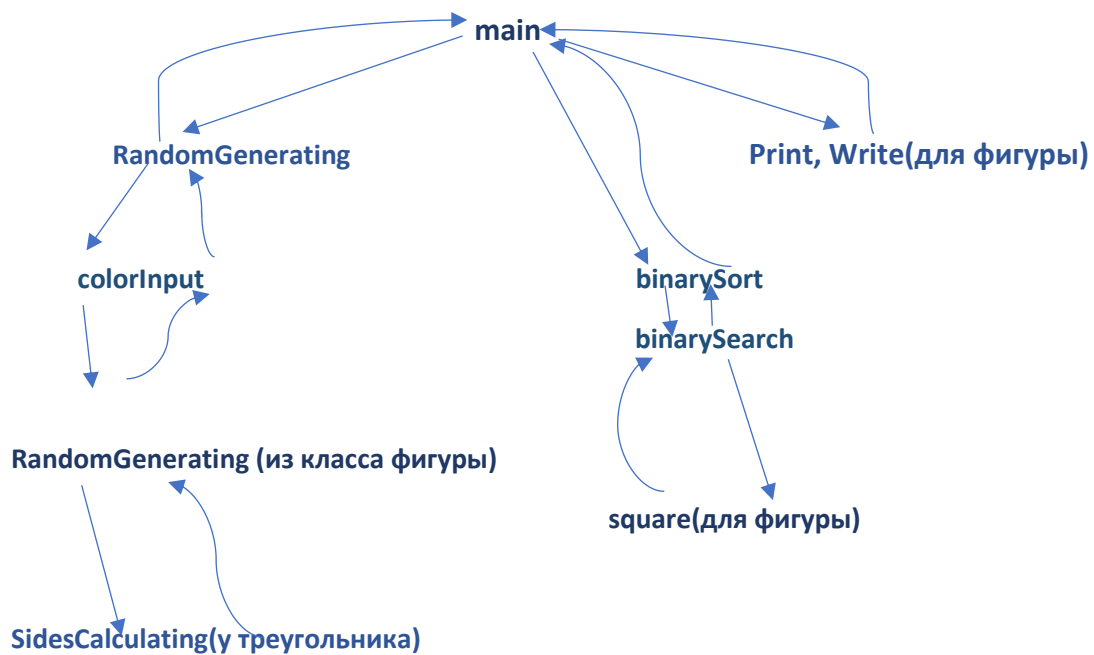 main
RandomGenerating
Print, Write(для фигуры)
colorInput
binarySort
binarySearch
RandomGenerating (из класса фигуры)
square(для фигуры)
SidesCalculating(у треугольника)